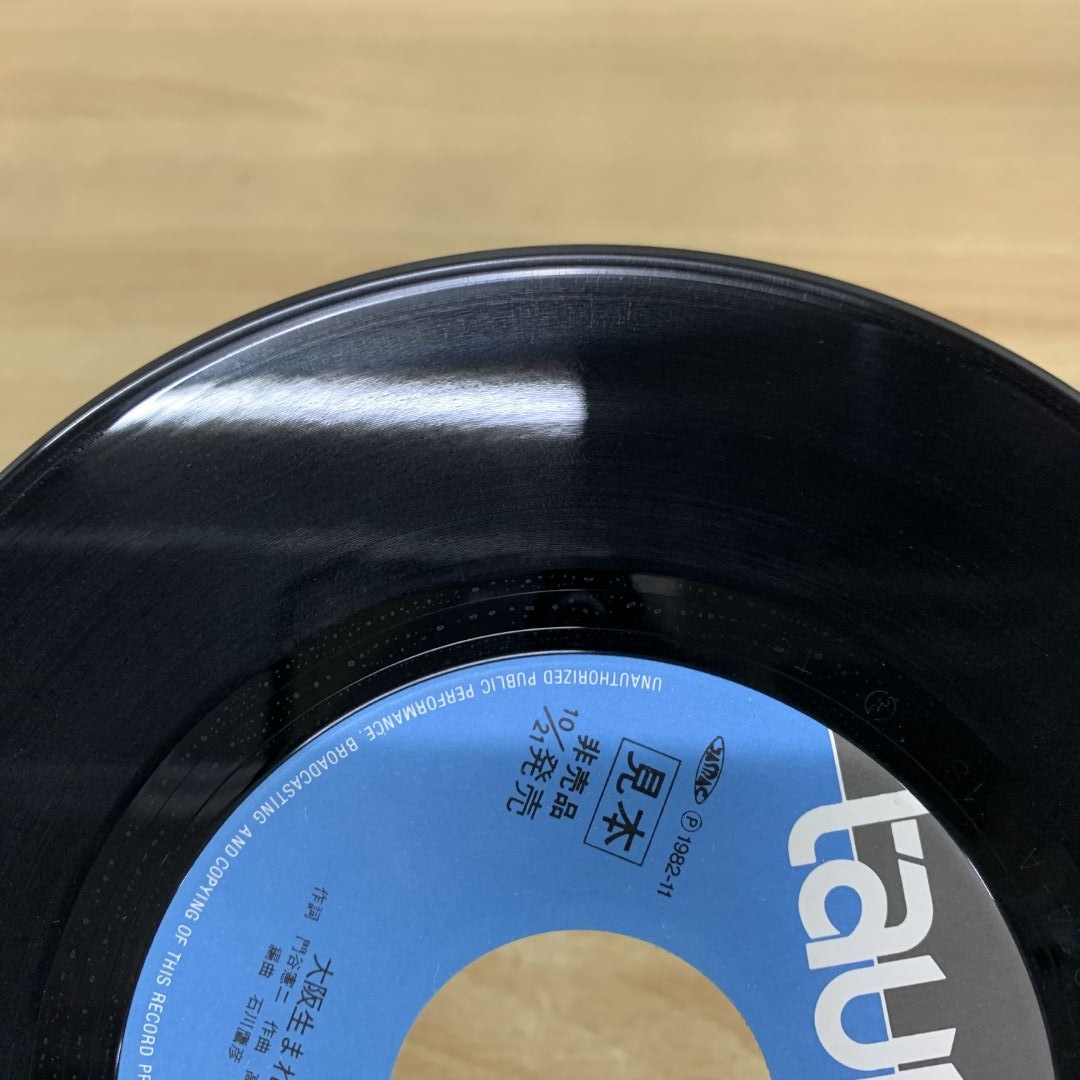 UNAUTHORIZED PUBLIC PERFORMANCE, BROADCASTING AND COPYING OF THIS RECORD PR
JASRAC
Ⓟ 1982-11
見本
非売品
10/21発売
taur
大阪生まれ
作詞 門谷憲二 作曲
編曲 石川鷹彦